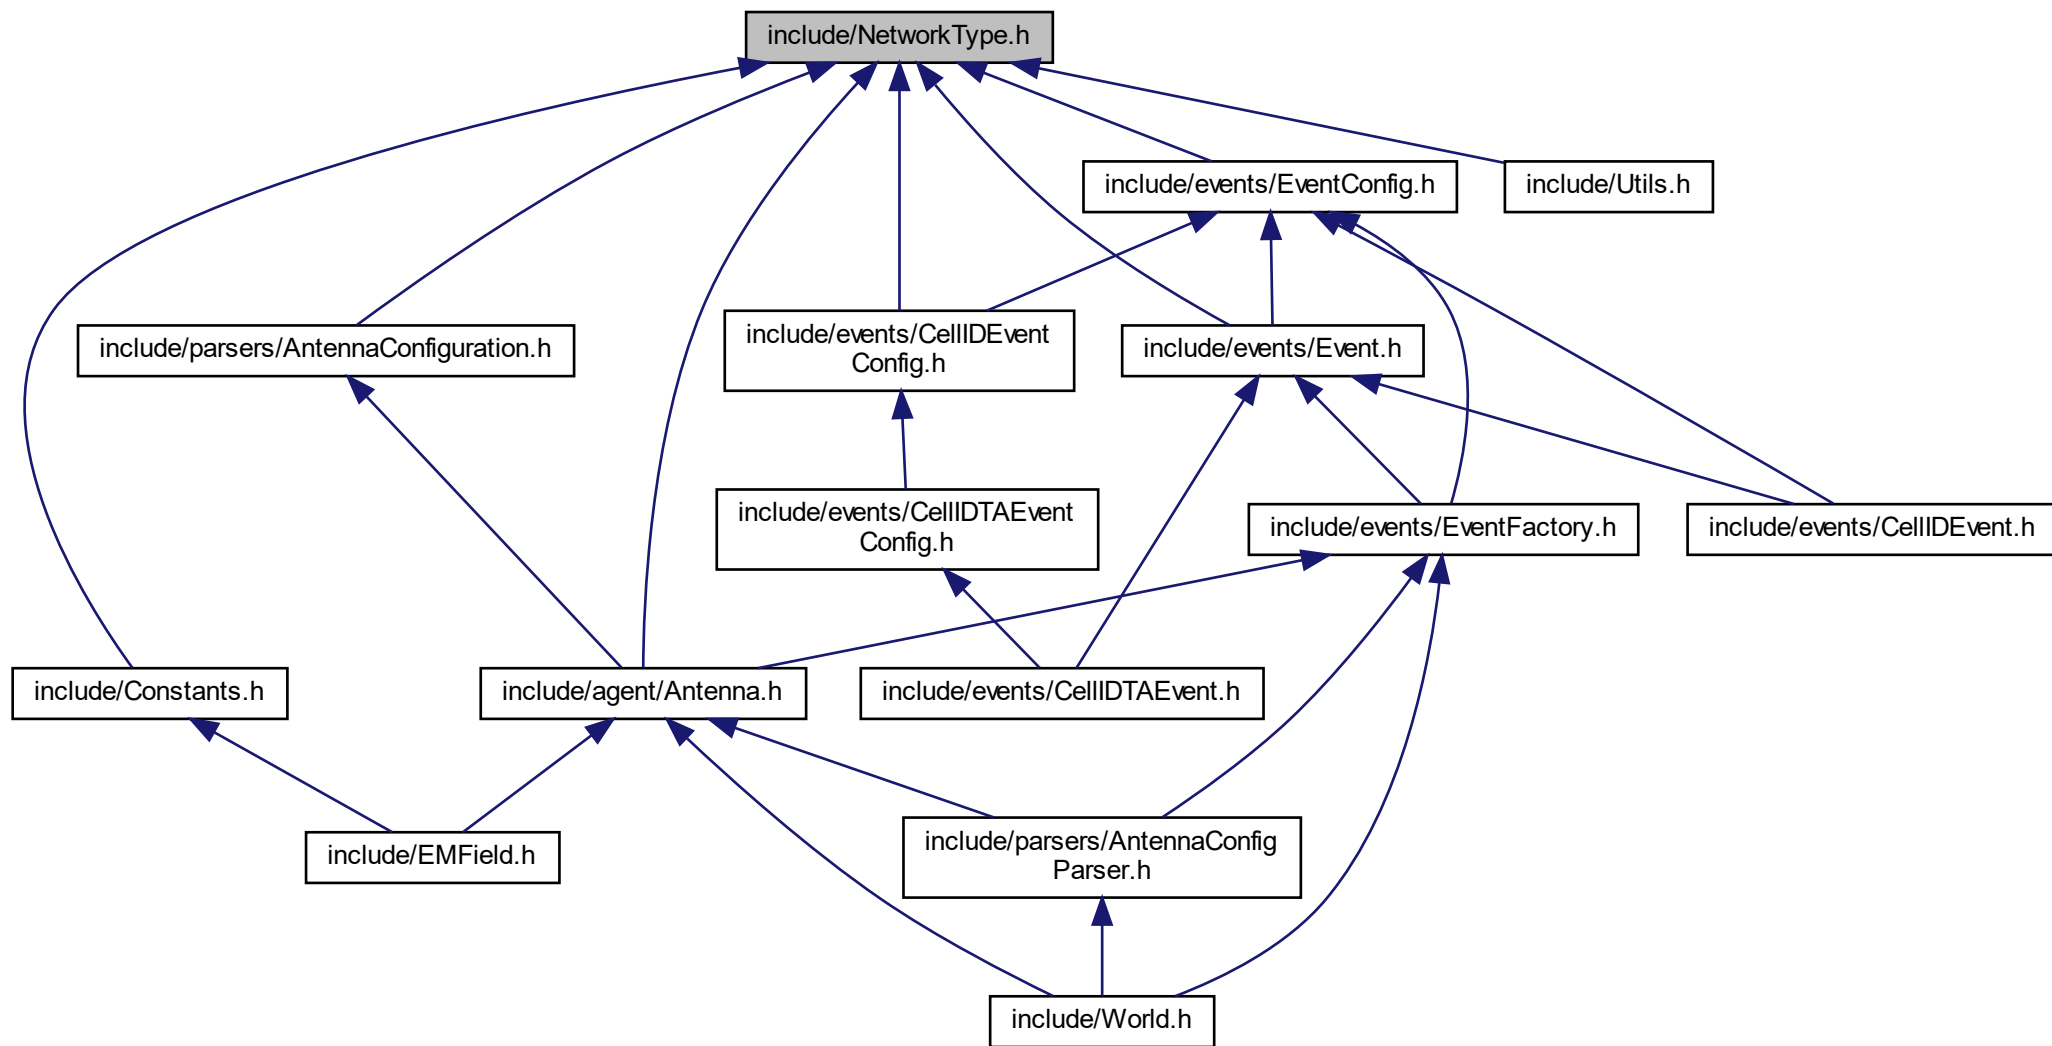 include/NetworkType.h
include/events/EventConfig.h
include/Utils.h
include/parsers/AntennaConfiguration.h
include/events/CellIDEvent
Config.h
include/events/Event.h
include/events/CellIDTAEvent
Config.h
include/events/EventFactory.h
include/events/CellIDEvent.h
include/Constants.h
include/agent/Antenna.h
include/events/CellIDTAEvent.h
include/EMField.h
include/parsers/AntennaConfig
Parser.h
include/World.h